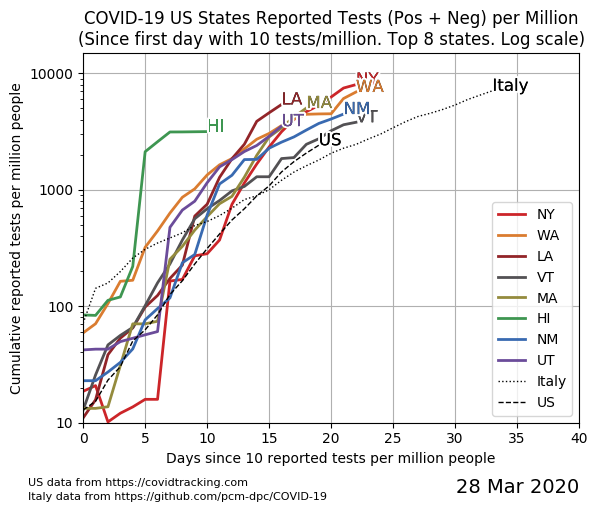 COVID-19 US States Reported Tests (Pos + Neg) per Million
(Since first day with 10 tests/million. Top 8 states. Log scale)
Cumulative reported tests per million people
10000
1000
100
10
NY
WA
LA
MA
NM
VT
UT
HI
US
Italy
NY
WA
LA
VT
MA
HI
NM
UT
Italy
US
0
5
10
15
20
25
30
35
40
Days since 10 reported tests per million people
US data from https://covidtracking.com
Italy data from https://github.com/pcm-dpc/COVID-19
28 Mar 2020